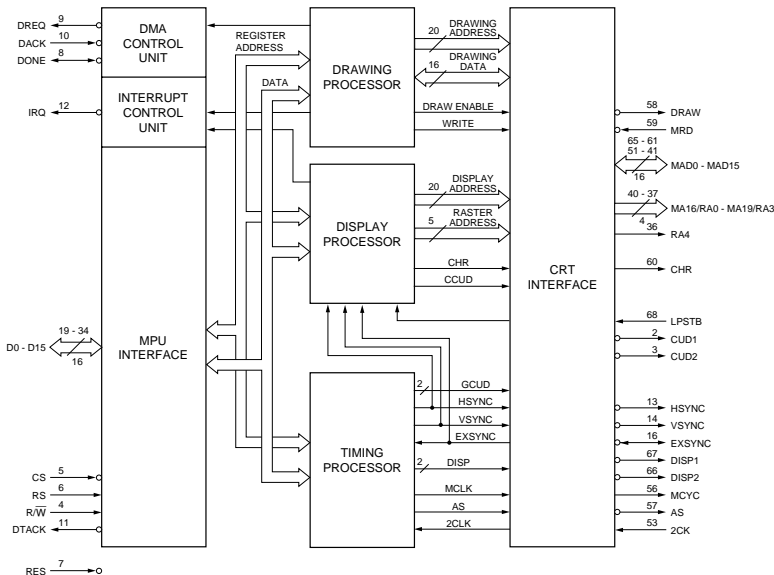 DREQ 9
DACK 10
DONE 8
IRQ 12
D0 - D15
19 - 34
16
CS 5
RS 6
R/W̅ 4
DTACK 11
RES 7
DMA
CONTROL
UNIT
INTERRUPT
CONTROL
UNIT
MPU
INTERFACE
REGISTER
ADDRESS
DATA
DRAWING
PROCESSOR
20
DRAWING
ADDRESS
16
DRAWING
DATA
DRAW ENABLE
WRITE
DISPLAY
PROCESSOR
20
DISPLAY
ADDRESS
5
RASTER
ADDRESS
CHR
CCUD
TIMING
PROCESSOR
2 GCUD
HSYNC
VSYNC
EXSYNC
2 DISP
MCLK
AS
2CLK
CRT
INTERFACE
58 DRAW
59 MRD
65 - 61
51 - 41
MAD0 - MAD15
16
40 - 37
MA16/RA0 - MA19/RA3
4
36 RA4
60 CHR
68 LPSTB
2 CUD1
3 CUD2
13 HSYNC
14 VSYNC
16 EXSYNC
67 DISP1
66 DISP2
56 MCYC
57 AS
53 2CK